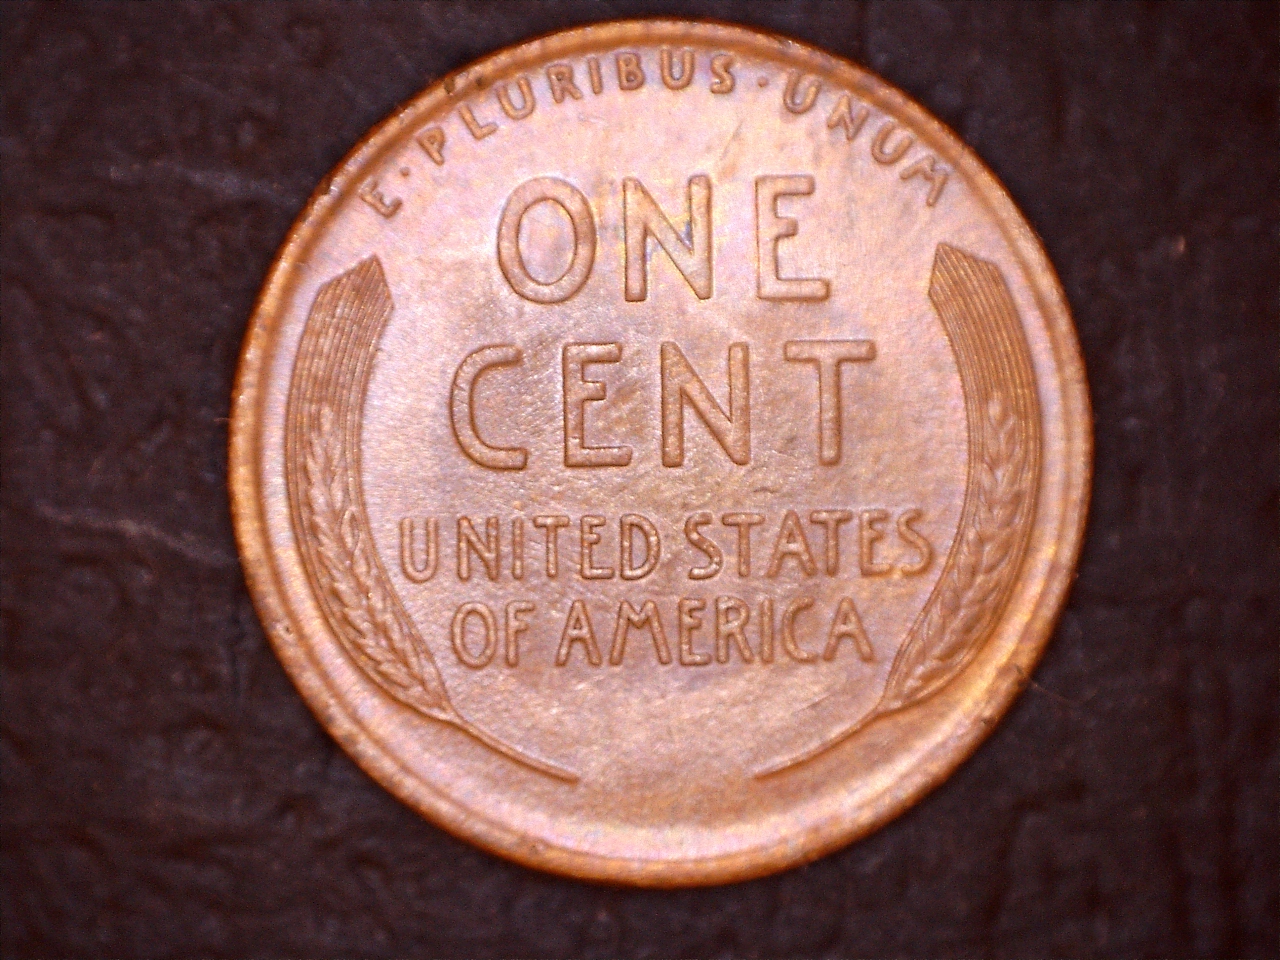 E·PLURIBUS·UNUM
ONE
CENT
UNITED STATES
OF AMERICA